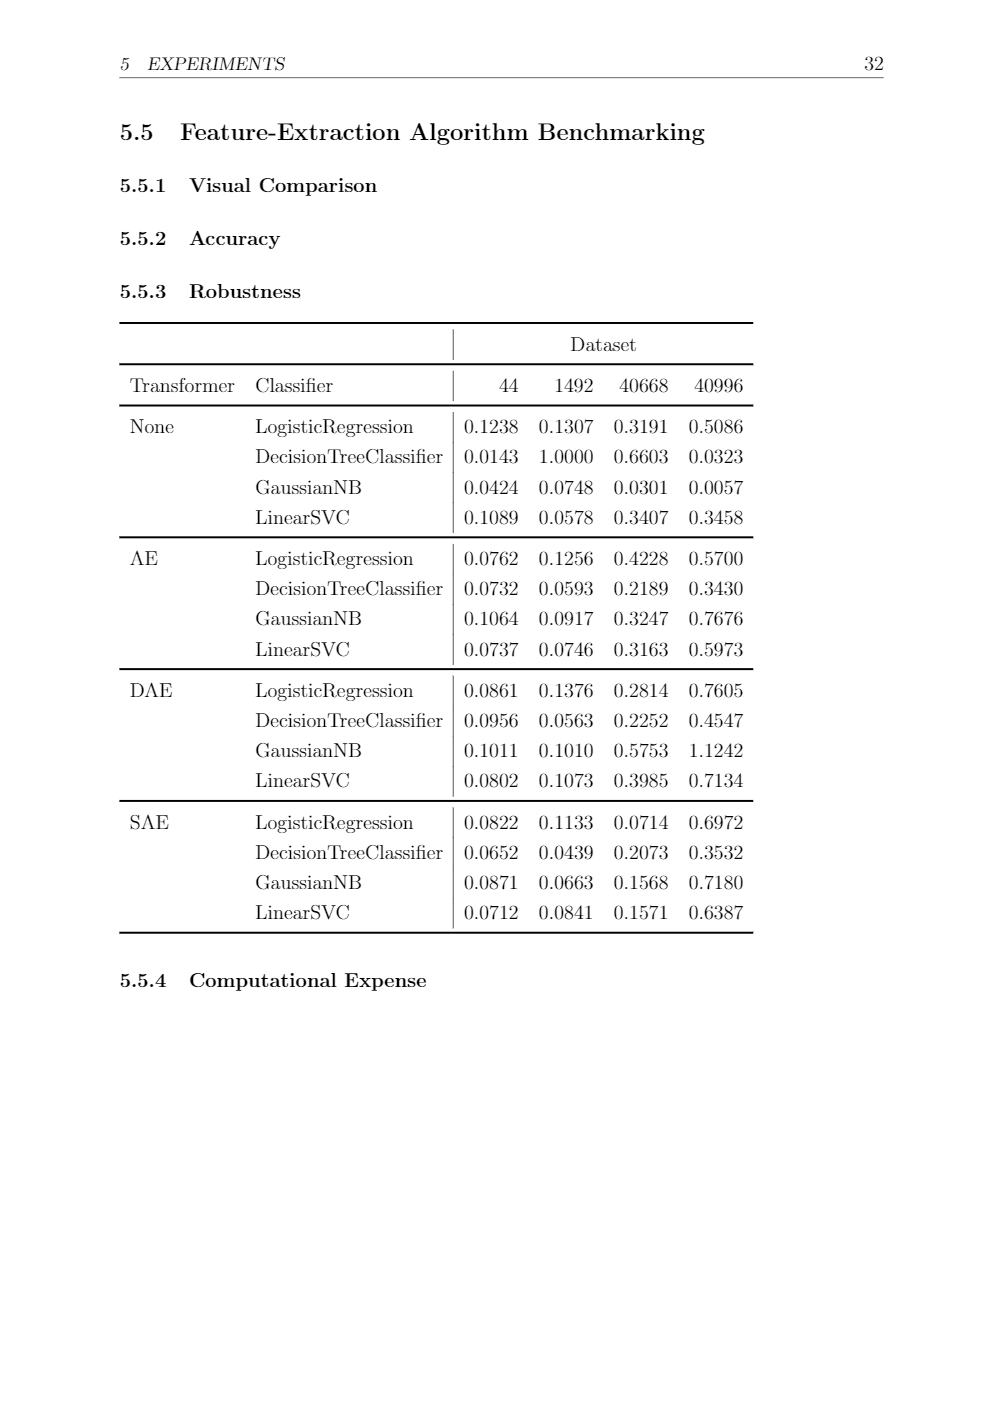 5 EXPERIMENTS 32
5.5 Feature-Extraction Algorithm Benchmarking
5.5.1 Visual Comparison
5.5.2 Accuracy
5.5.3 Robustness
Dataset
Transformer Classifier 44 1492 40668 40996
None LogisticRegression 0.1238 0.1307 0.3191 0.5086
DecisionTreeClassifier 0.0143 1.0000 0.6603 0.0323
GaussianNB 0.0424 0.0748 0.0301 0.0057
LinearSVC 0.1089 0.0578 0.3407 0.3458
AE LogisticRegression 0.0762 0.1256 0.4228 0.5700
DecisionTreeClassifier 0.0732 0.0593 0.2189 0.3430
GaussianNB 0.1064 0.0917 0.3247 0.7676
LinearSVC 0.0737 0.0746 0.3163 0.5973
DAE LogisticRegression 0.0861 0.1376 0.2814 0.7605
DecisionTreeClassifier 0.0956 0.0563 0.2252 0.4547
GaussianNB 0.1011 0.1010 0.5753 1.1242
LinearSVC 0.0802 0.1073 0.3985 0.7134
SAE LogisticRegression 0.0822 0.1133 0.0714 0.6972
DecisionTreeClassifier 0.0652 0.0439 0.2073 0.3532
GaussianNB 0.0871 0.0663 0.1568 0.7180
LinearSVC 0.0712 0.0841 0.1571 0.6387
5.5.4 Computational Expense